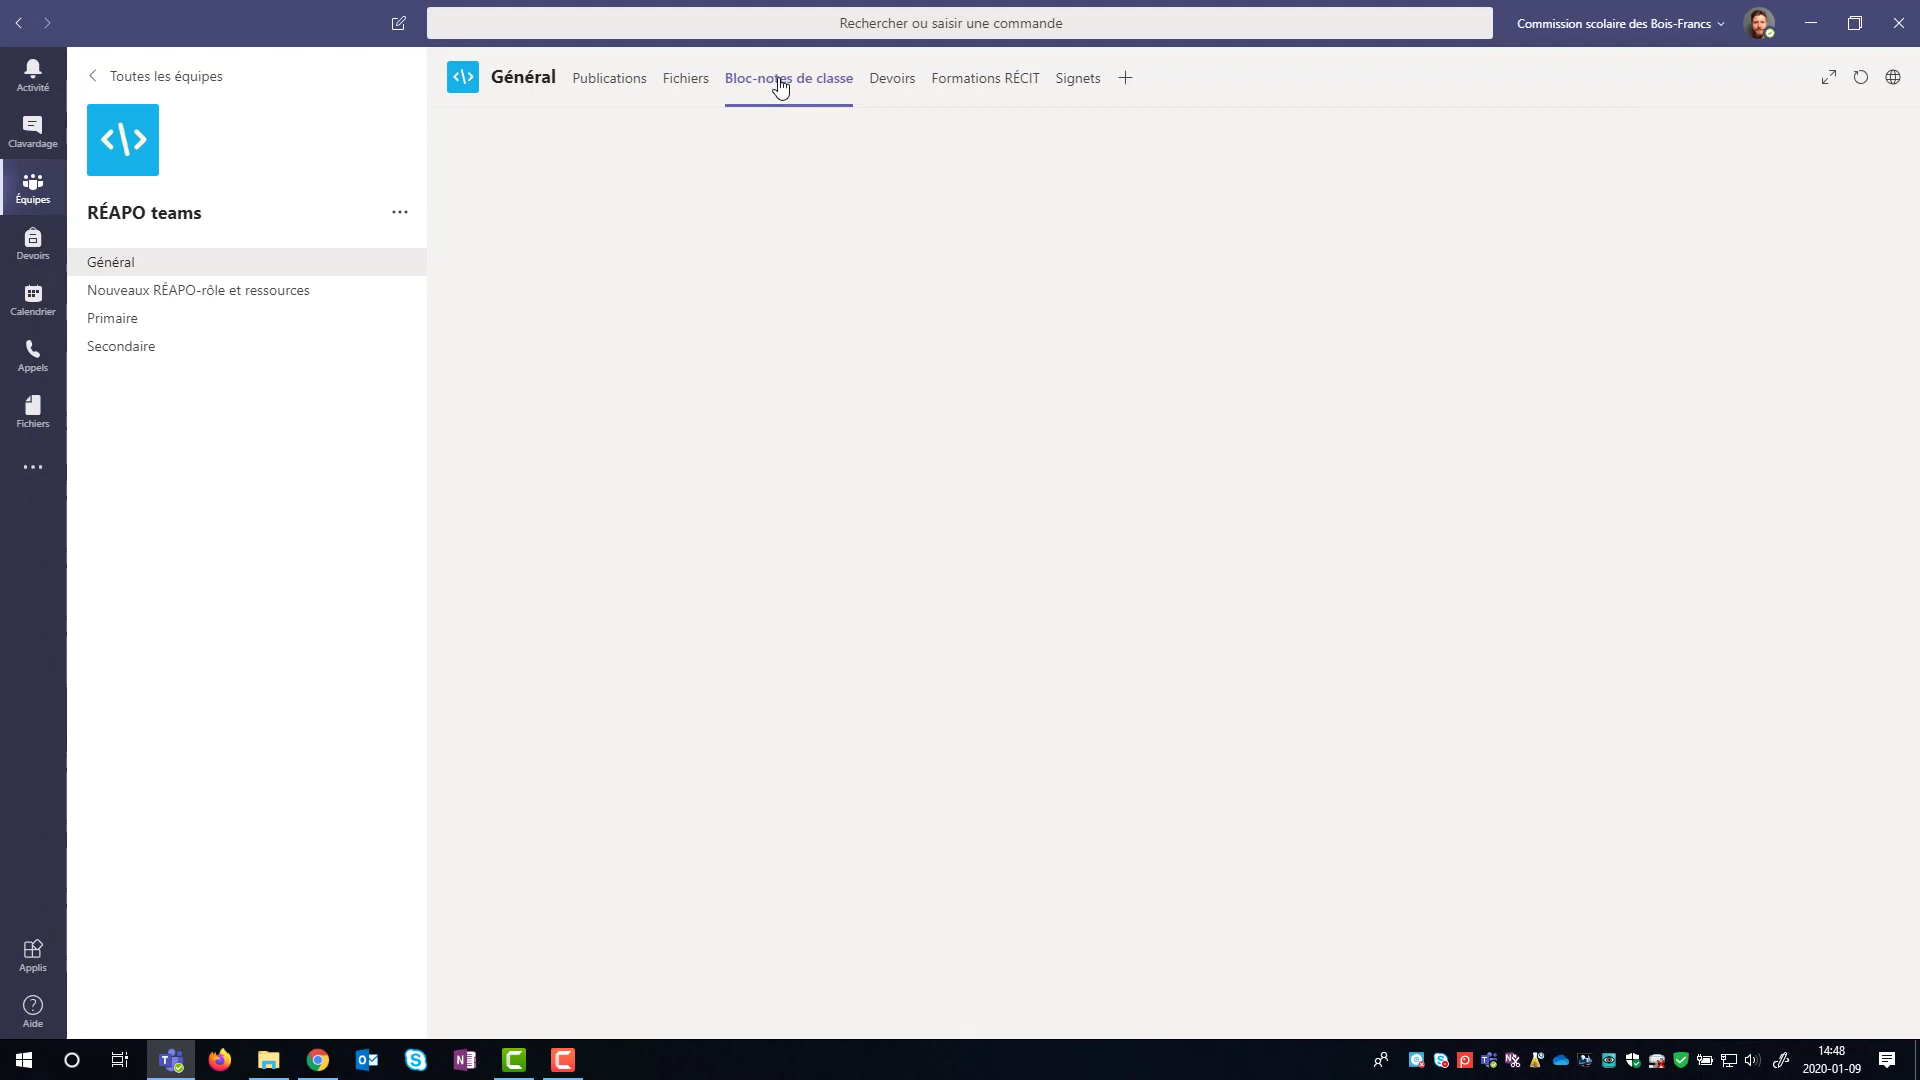 Rechercher ou saisir une commande
Commission scolaire des Bois-Francs
Activité
Clavardage
Équipes
Devoirs
Calendrier
Appels
Fichiers
Applis
Aide
Toutes les équipes
RÉAPO teams
Général
Nouveaux RÉAPO-rôle et ressources
Primaire
Secondaire
Général Publications Fichiers Bloc-notes de classe Devoirs Formations RÉCIT Signets
14:48
2020-01-09